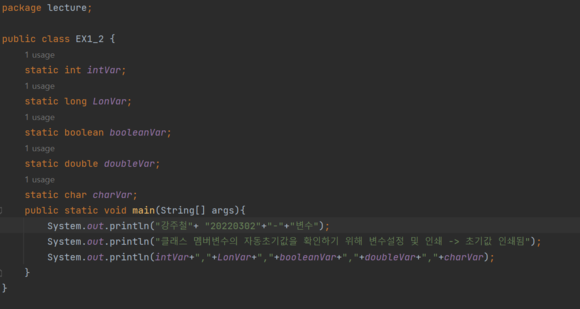 package lecture;
public class EX1_2 {
1 usage
static int intVar;
1 usage
static long LonVar;
1 usage
static boolean booleanVar;
1 usage
static double doubleVar;
1 usage
static char charVar;
public static void main(String[] args){
System.out.println("강주철"+ "20220302"+"-"+"변수");
System.out.println("클래스 멤버변수의 자동초기값을 확인하기 위해 변수설정 및 인쇄 -> 초기값 인쇄됨");
System.out.println(intVar+","+LonVar+","+booleanVar+","+doubleVar+","+charVar);
}
}